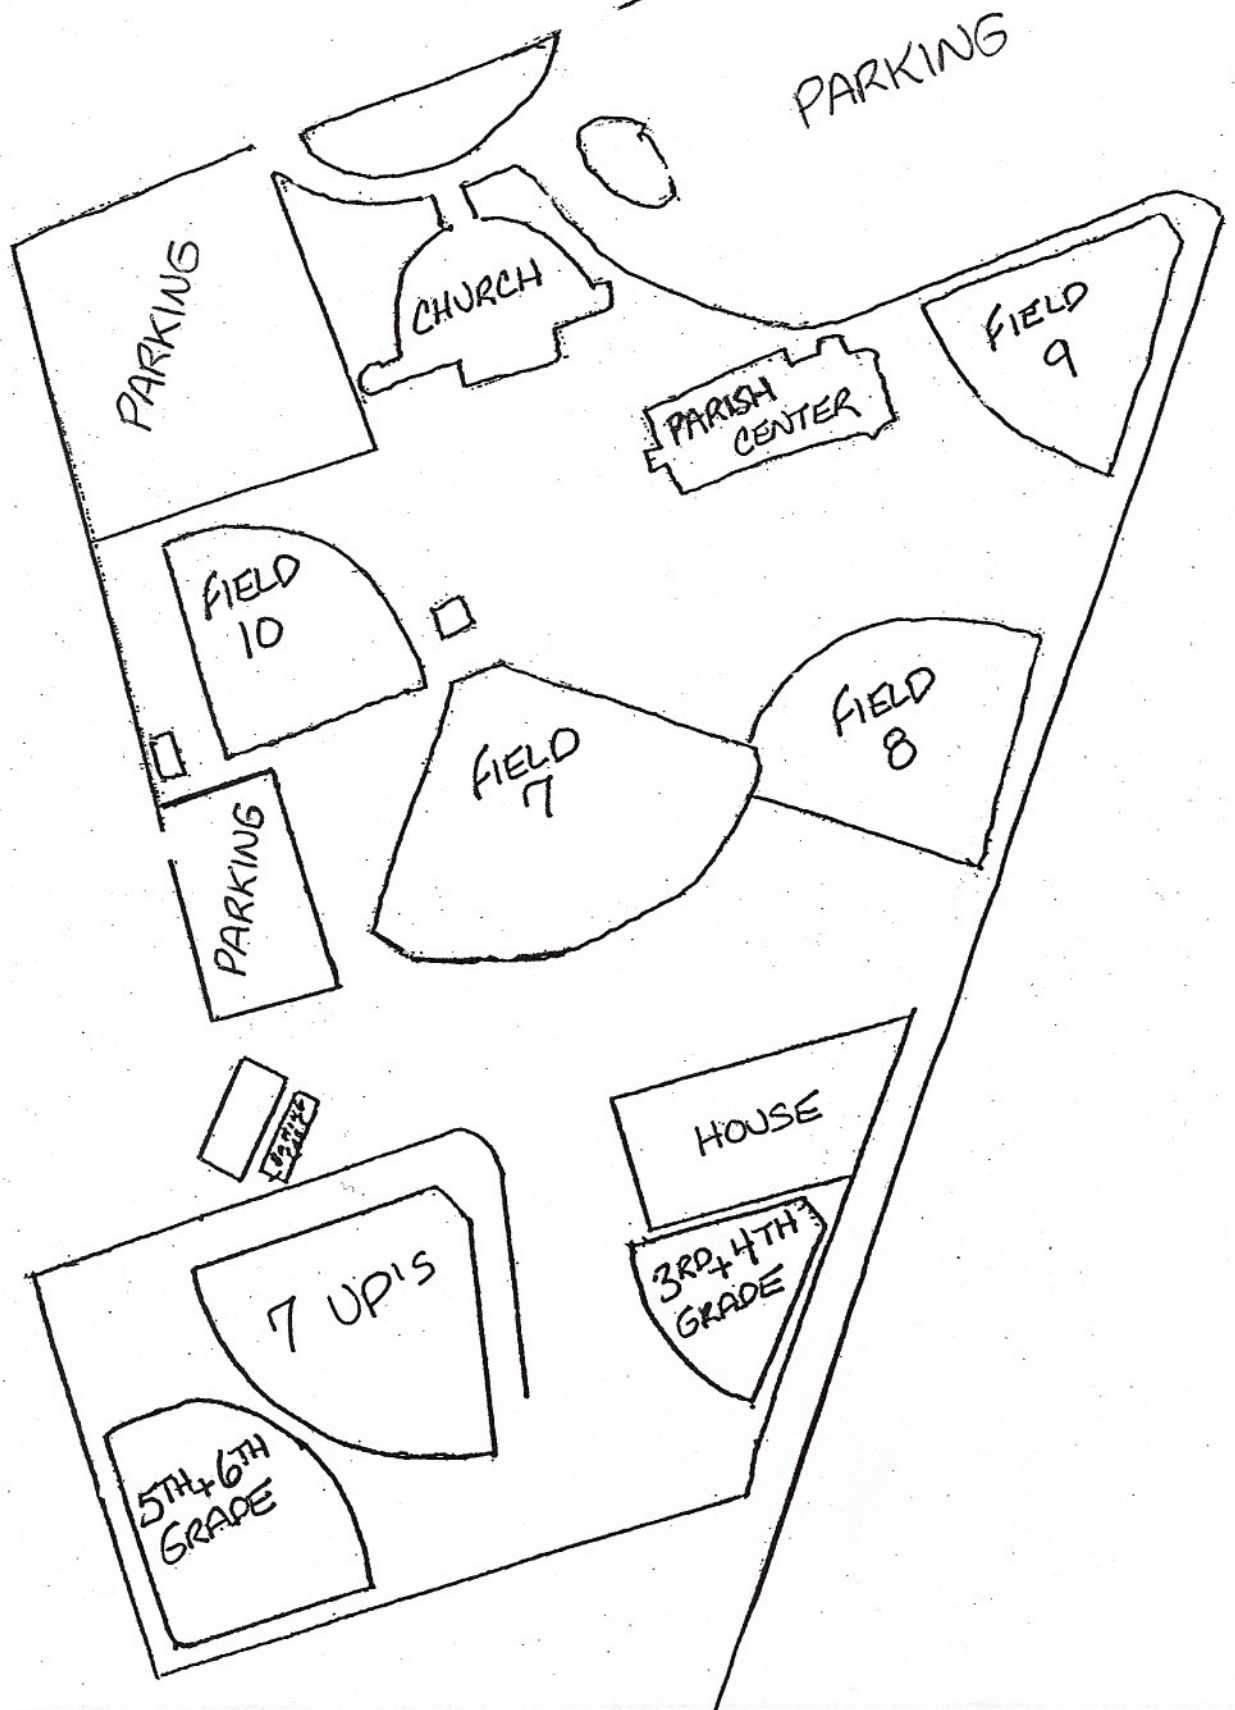 PARKING
PARKING
CHURCH
FIELD
9
PARISH
CENTER
FIELD
10
FIELD
7
FIELD
8
PARKING
HOUSE
3RD + 4TH
GRADE
7 UP'S
5TH + 6TH
GRADE